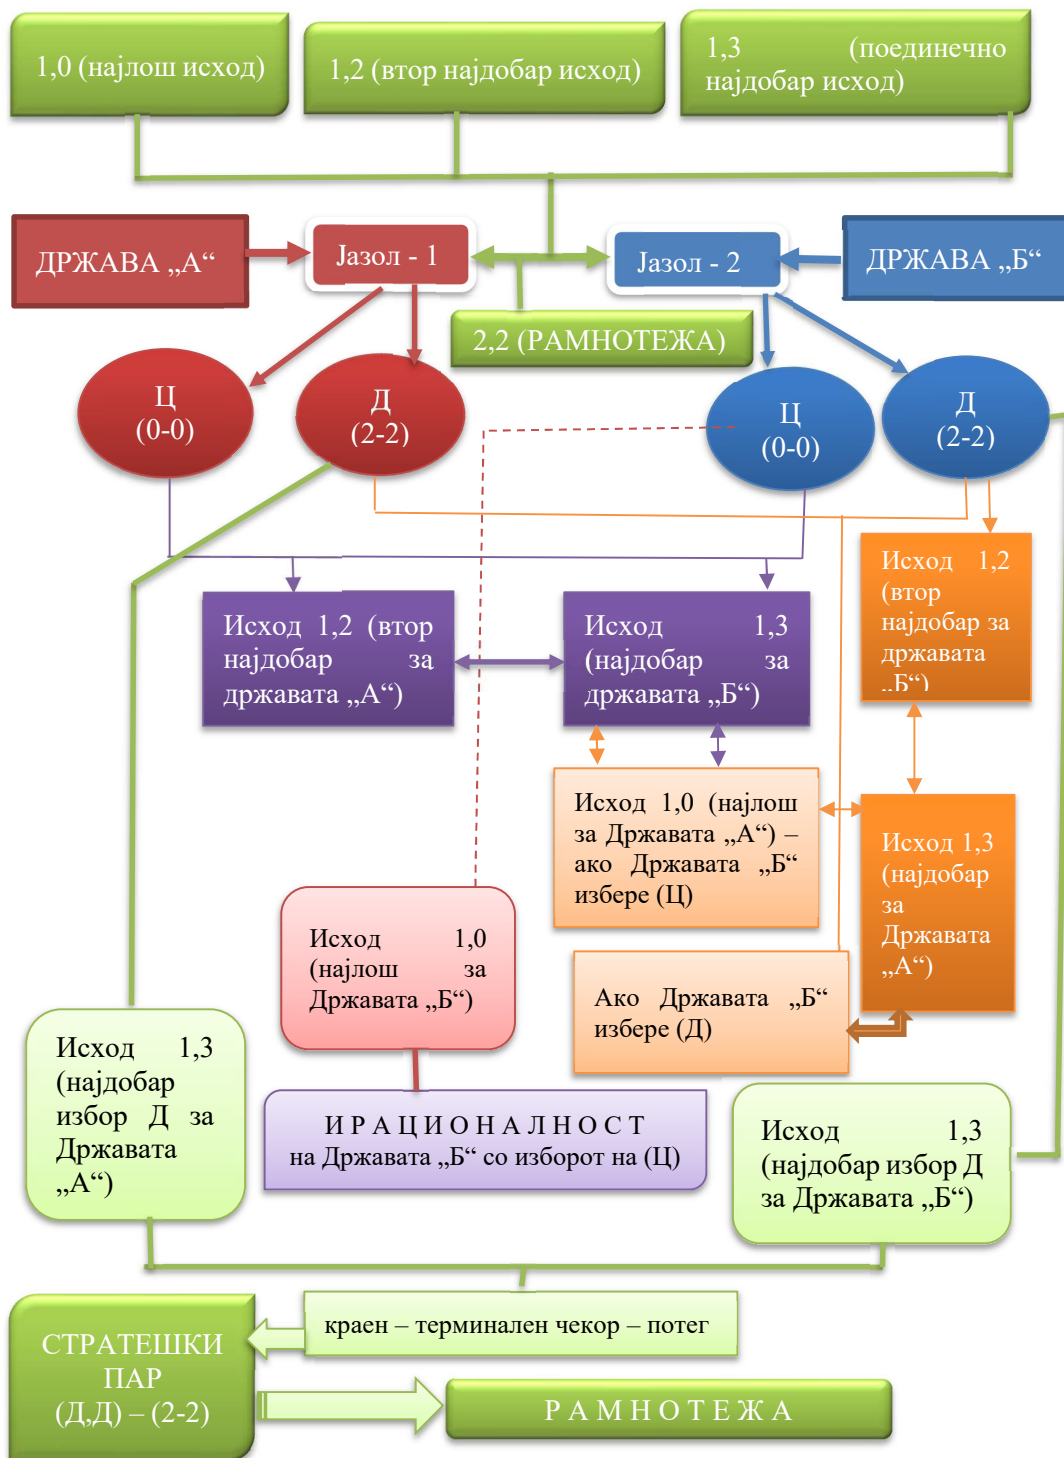 1,0 (најлош исход)
1,2 (втор најдобар исход)
1,3 (поединечно
најдобар исход)
ДРЖАВА „А“
Јазол - 1
Јазол - 2
ДРЖАВА „Б“
2,2 (РАМНОТЕЖА)
Ц
(0-0)
Д
(2-2)
Ц
(0-0)
Д
(2-2)
Исход 1,2
(втор
најдобар за
државата
„Б“)
Исход 1,2 (втор
најдобар за
државата „А“)
Исход 1,3
(најдобар за
државата „Б“)
Исход 1,0 (најлош
за Државата „А“) –
ако Државата „Б“
избере (Ц)
Исход 1,3
(најдобар
за
Државата
„А“)
Исход 1,0
(најлош за
Државата „Б“)
Ако Државата „Б“
избере (Д)
Исход 1,3
(најдобар
избор Д за
Државата
„А“)
И Р А Ц И О Н А Л Н О С Т
на Државата „Б“ со изборот на (Ц)
Исход 1,3
(најдобар избор Д
за Државата „Б“)
краен – терминален чекор – потег
СТРАТЕШКИ
ПАР
(Д,Д) – (2-2)
Р А М Н О Т Е Ж А